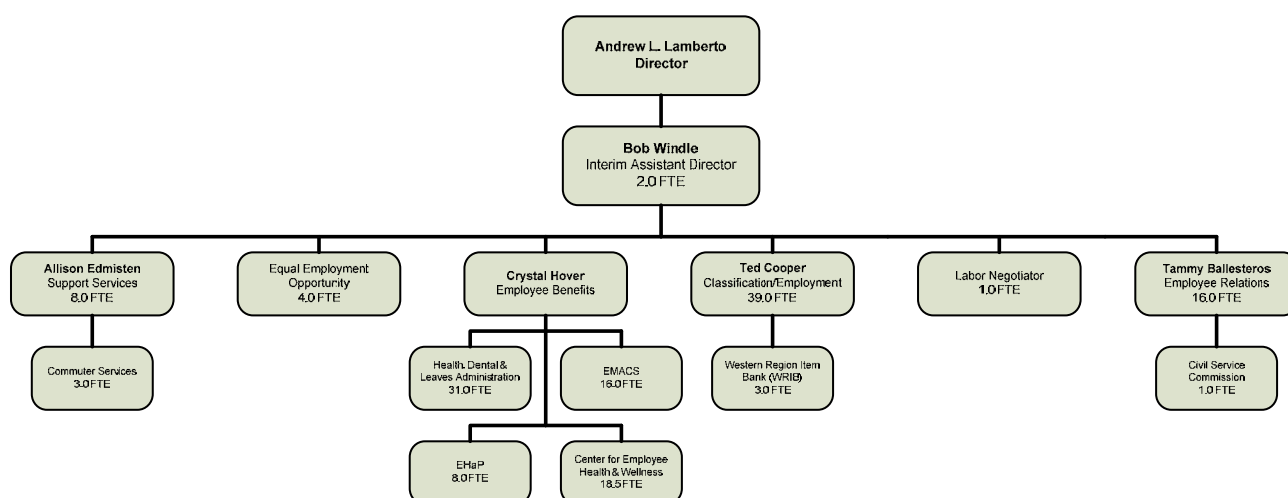 Andrew L. Lamberto
Director
Bob Windle
Interim Assistant Director
2.0 FTE
Allison Edmisten
Support Services
8.0 FTE
Equal Employment
Opportunity
4.0 FTE
Crystal Hover
Employee Benefits
Ted Cooper
Classification/Employment
39.0 FTE
Labor Negotiator
1.0 FTE
Tammy Ballesteros
Employee Relations
16.0 FTE
Commuter Services
3.0 FTE
Health, Dental &
Leaves Administration
31.0 FTE
EMACS
16.0 FTE
Western Region Item
Bank (WRIB)
3.0 FTE
Civil Service
Commission
1.0 FTE
EHaP
8.0 FTE
Center for Employee
Health & Wellness
18.5 FTE